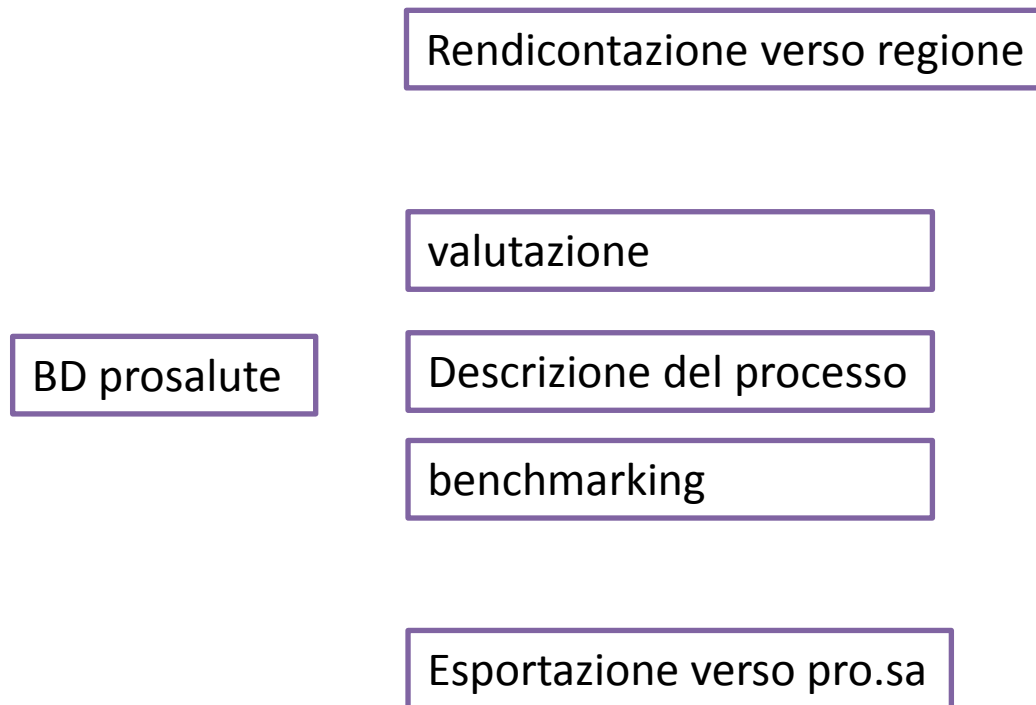 Rendicontazione verso regione
valutazione
BD prosalute
Descrizione del processo
benchmarking
Esportazione verso pro.sa